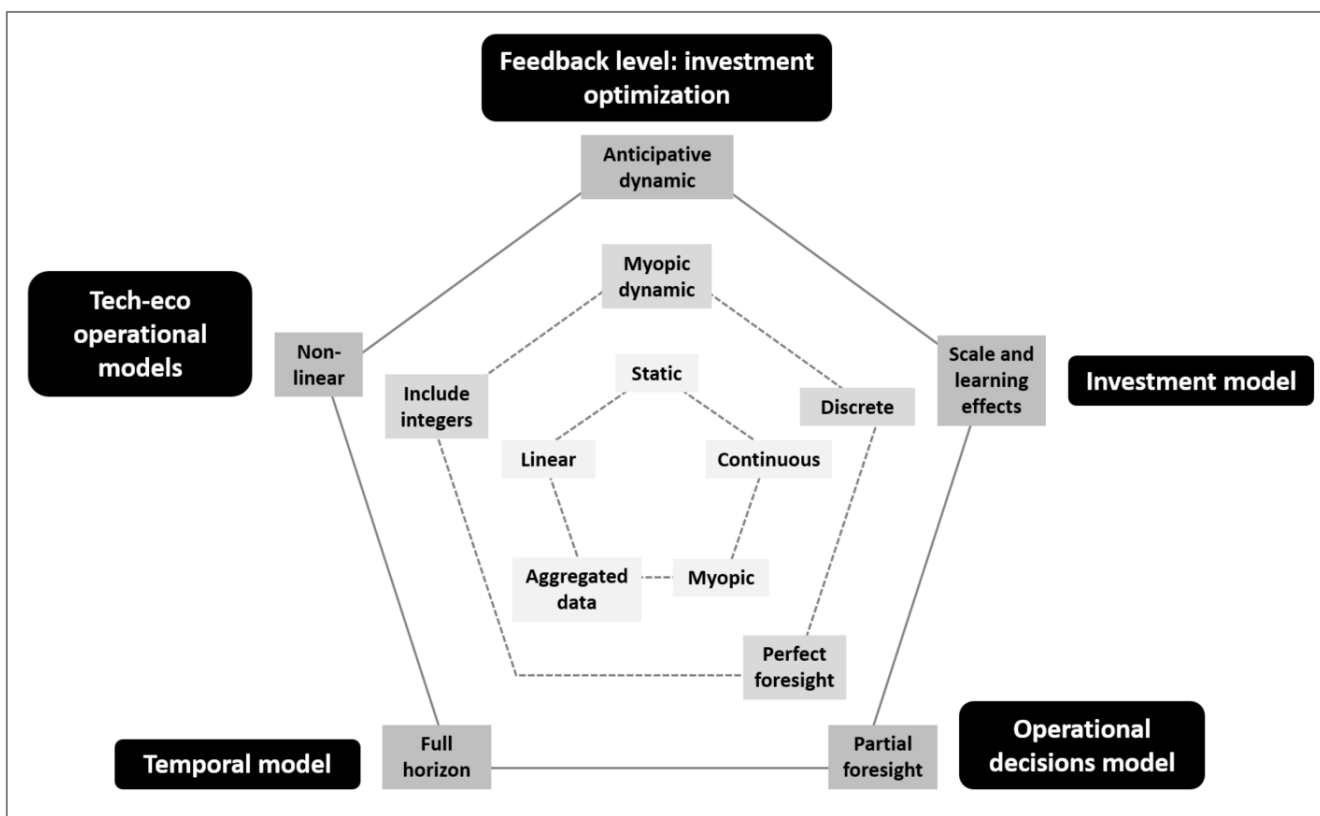 Feedback level: investment
optimization
Anticipative
dynamic
Myopic
dynamic
Tech-eco
operational
models
Non-
linear
Include
integers
Static
Discrete
Scale and
learning
effects
Investment model
Linear
Continuous
Aggregated
data
Myopic
Perfect
foresight
Temporal model
Full
horizon
Partial
foresight
Operational
decisions model